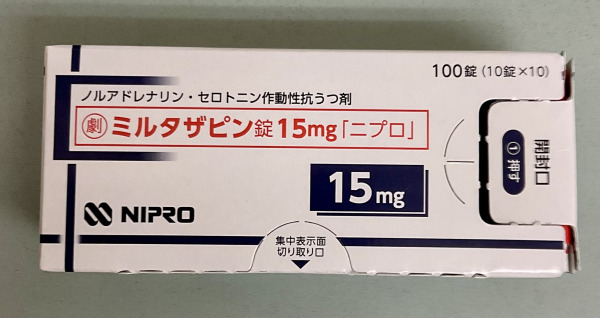 100錠 (10錠×10)
ノルアドレナリン・セロトニン作動性抗うつ剤
劇 ミルタザピン錠15mg「ニプロ」
15mg
NIPRO
集中表示面
切り取り口
開封口
① 押す